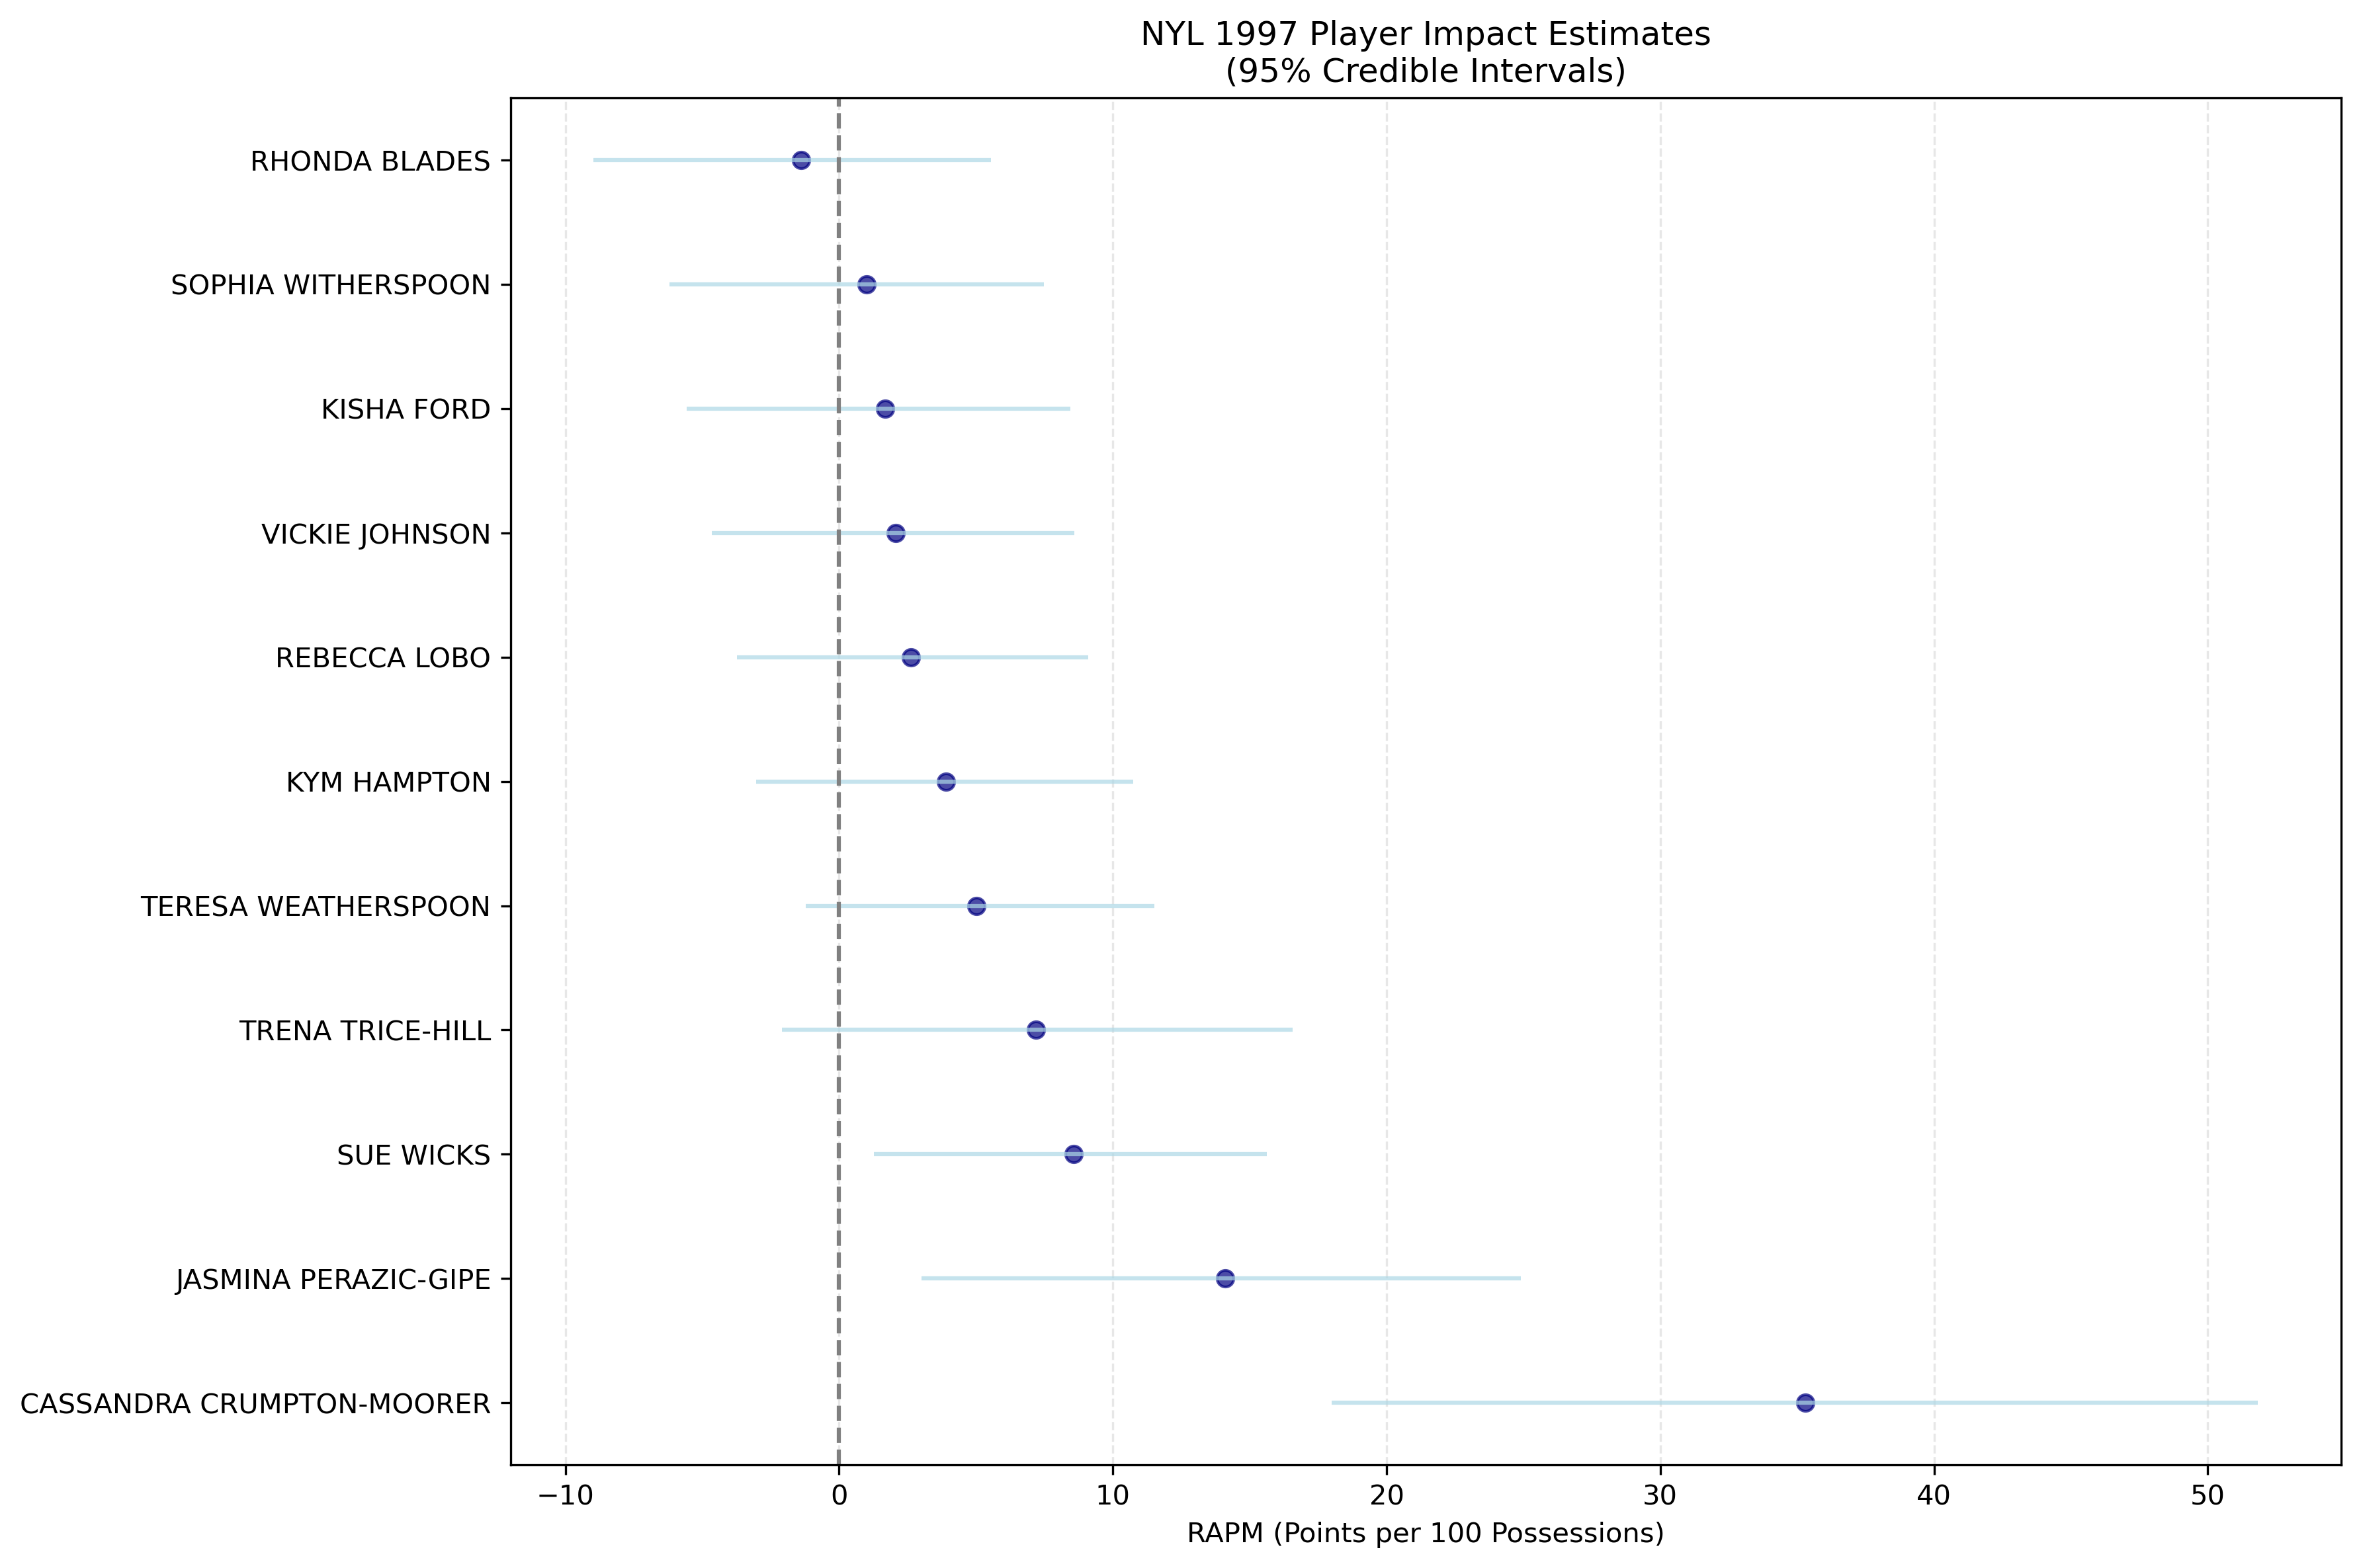 NYL 1997 Player Impact Estimates
(95% Credible Intervals)
RHONDA BLADES
SOPHIA WITHERSPOON
KISHA FORD
VICKIE JOHNSON
REBECCA LOBO
KYM HAMPTON
TERESA WEATHERSPOON
TRENA TRICE-HILL
SUE WICKS
JASMINA PERAZIC-GIPE
CASSANDRA CRUMPTON-MOORER
−10 0 10 20 30 40 50
RAPM (Points per 100 Possessions)